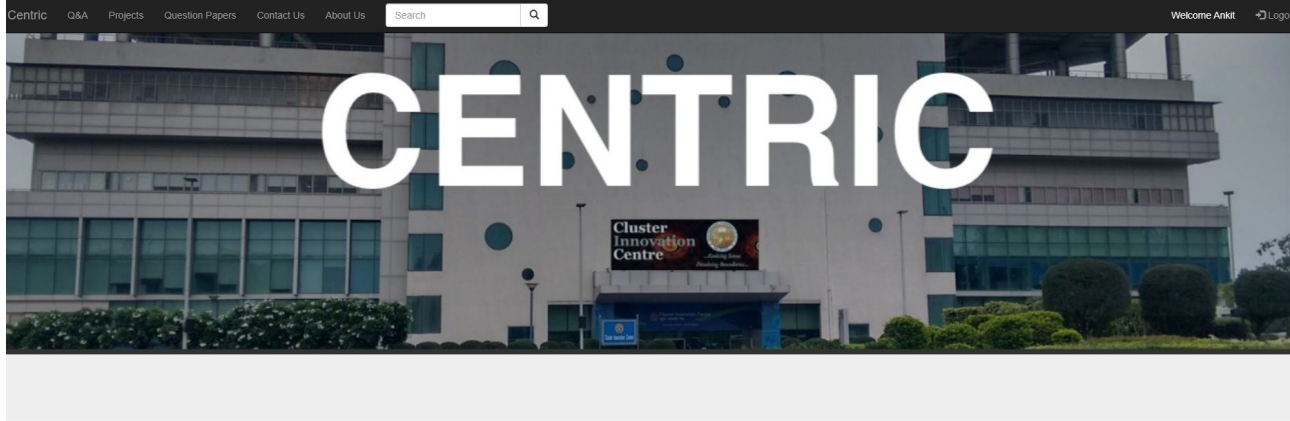 Centric Q&A Projects Question Papers Contact Us About Us Search Welcome Ankit Logo
CENTRIC
Cluster
Innovation
Centre